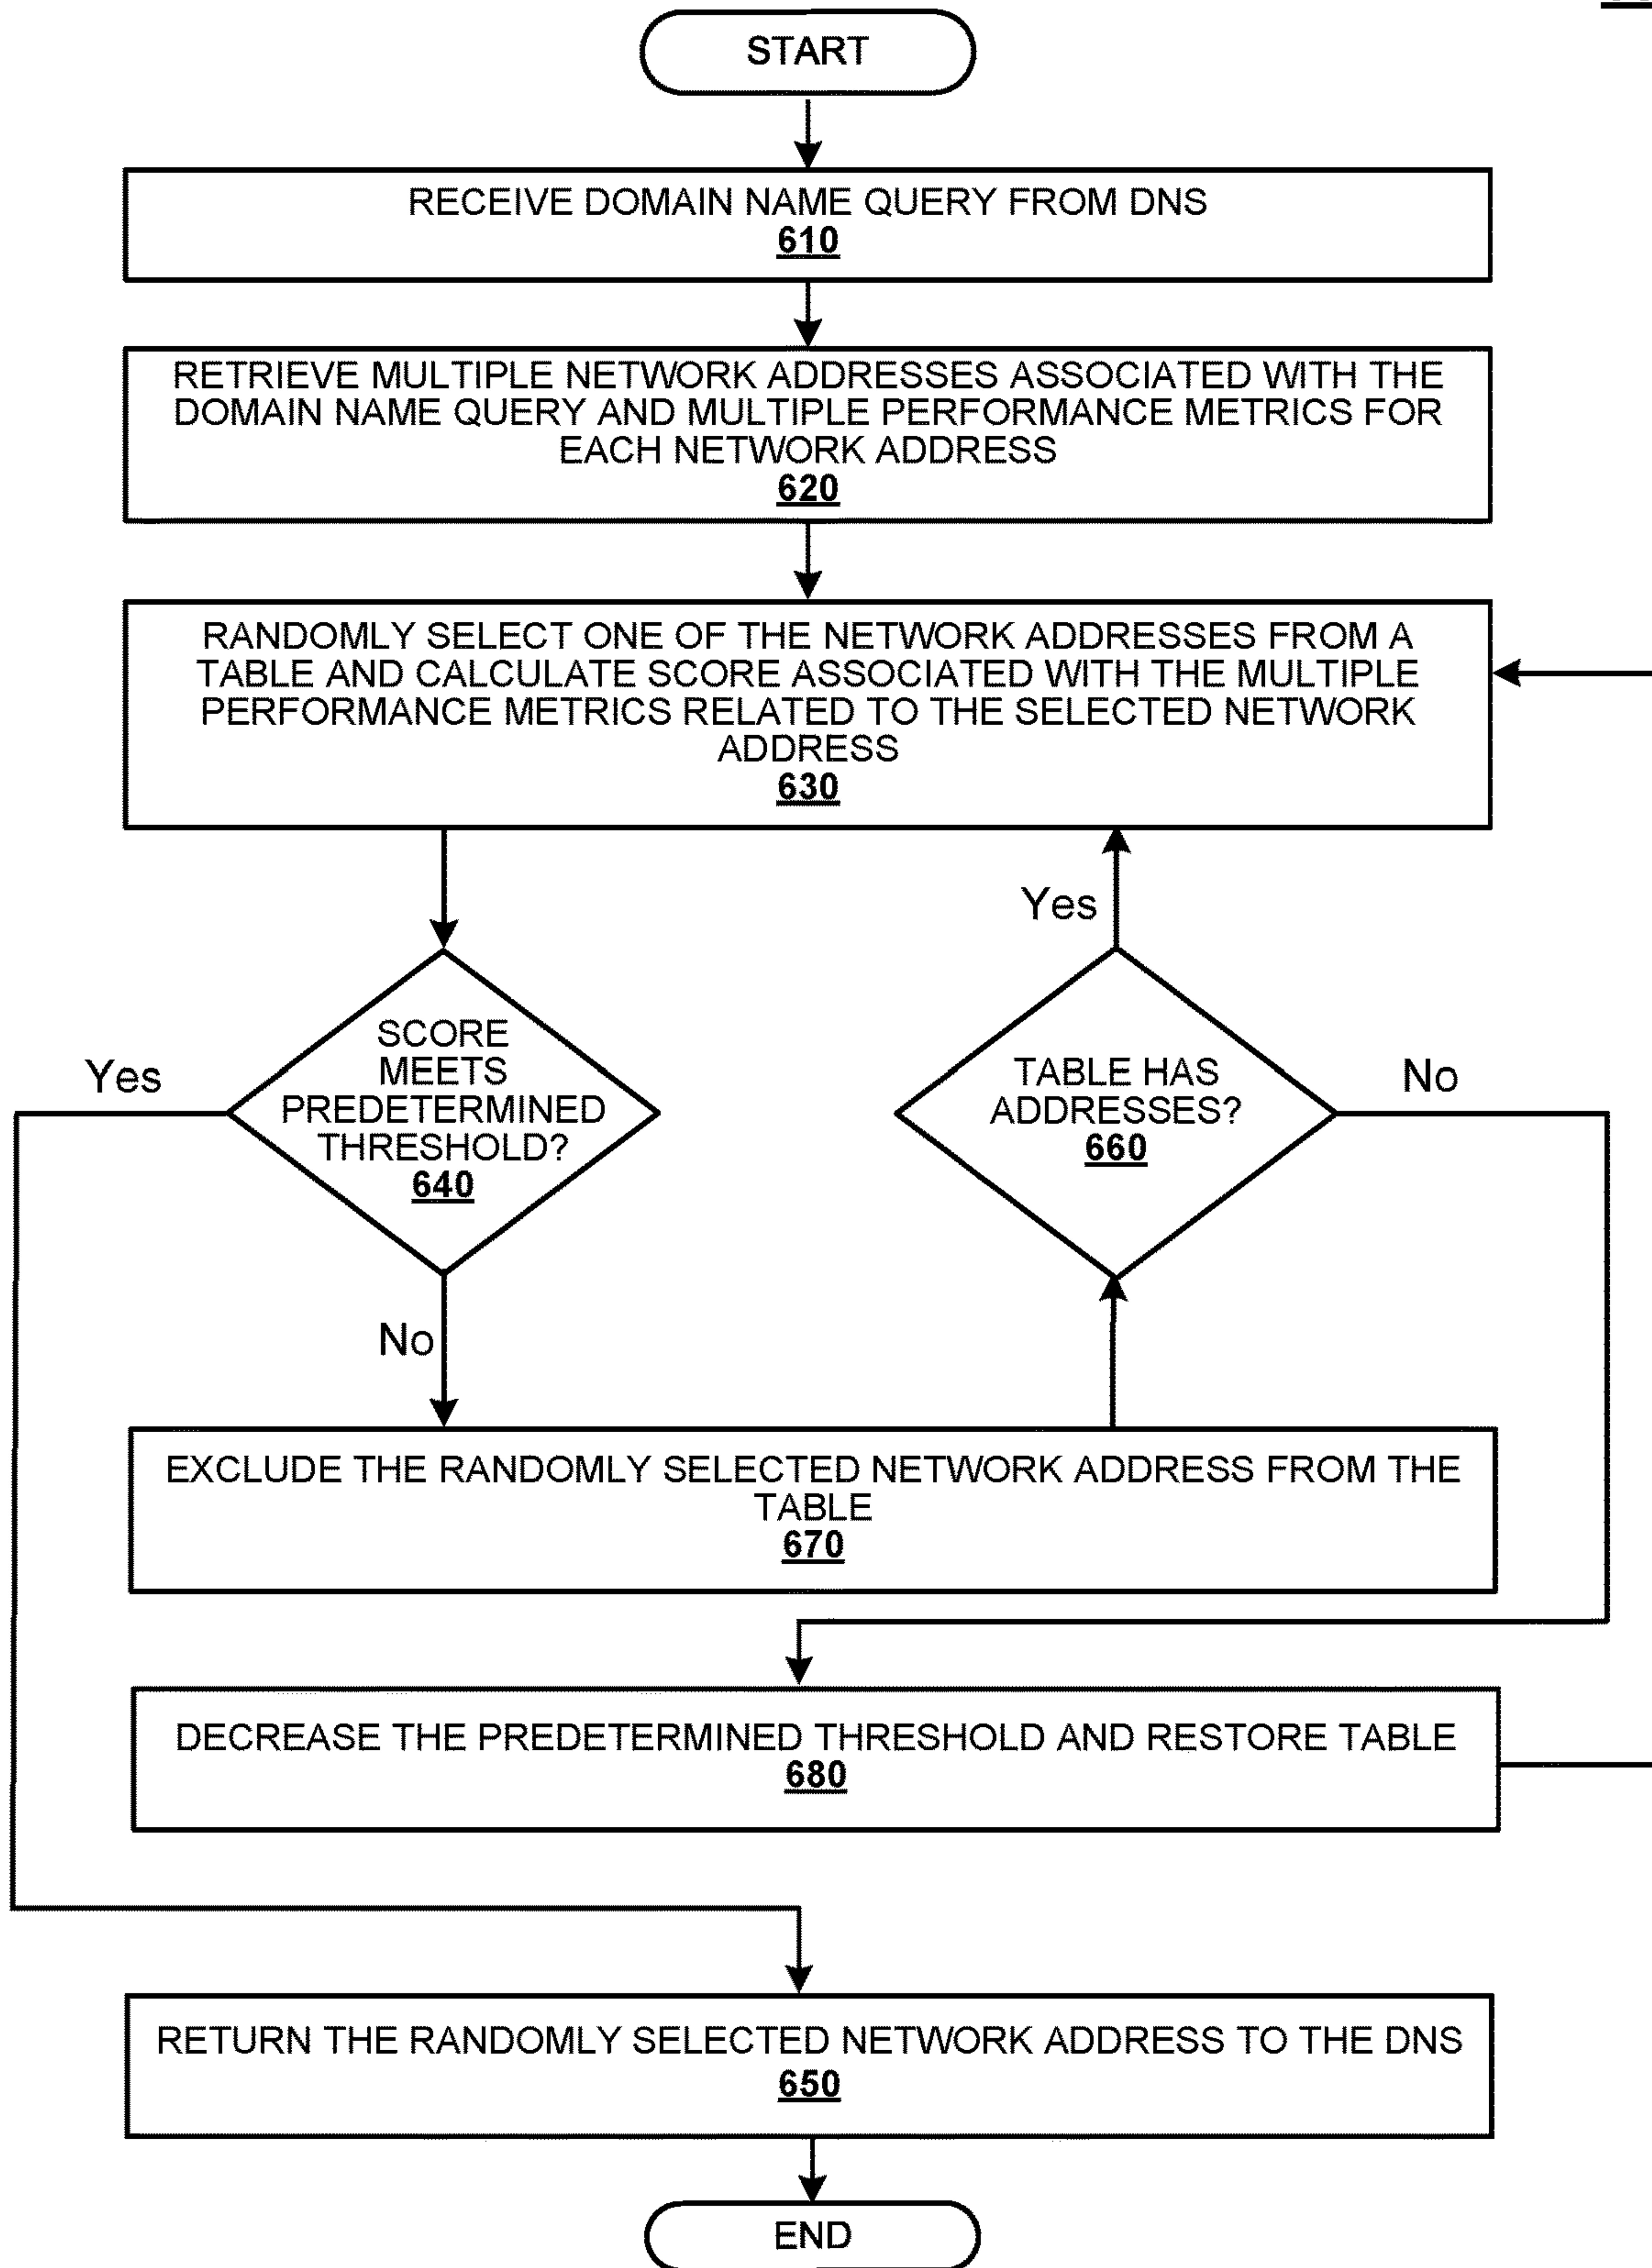 START
RECEIVE DOMAIN NAME QUERY FROM DNS
610
RETRIEVE MULTIPLE NETWORK ADDRESSES ASSOCIATED WITH THE
DOMAIN NAME QUERY AND MULTIPLE PERFORMANCE METRICS FOR
EACH NETWORK ADDRESS
620
RANDOMLY SELECT ONE OF THE NETWORK ADDRESSES FROM A
TABLE AND CALCULATE SCORE ASSOCIATED WITH THE MULTIPLE
PERFORMANCE METRICS RELATED TO THE SELECTED NETWORK
ADDRESS
630
Yes
SCORE
MEETS
PREDETERMINED
THRESHOLD?
640
Yes
TABLE HAS
ADDRESSES?
660
No
No
EXCLUDE THE RANDOMLY SELECTED NETWORK ADDRESS FROM THE
TABLE
670
DECREASE THE PREDETERMINED THRESHOLD AND RESTORE TABLE
680
RETURN THE RANDOMLY SELECTED NETWORK ADDRESS TO THE DNS
650
END